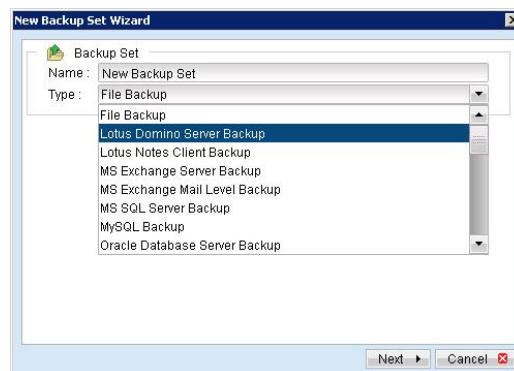 New Backup Set Wizard
Backup Set
Name : New Backup Set
Type : File Backup
File Backup
Lotus Domino Server Backup
Lotus Notes Client Backup
MS Exchange Server Backup
MS Exchange Mail Level Backup
MS SQL Server Backup
MySQL Backup
Oracle Database Server Backup
Next Cancel